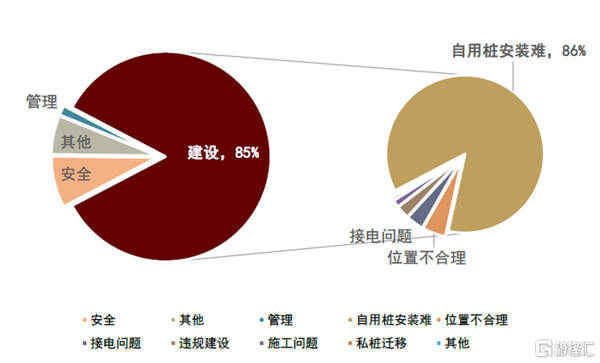 自用桩安装难，86%
管理
其他
建设，85%
安全
接电问题
位置不合理
安全
其他
管理
自用桩安装难
位置不合理
接电问题
违规建设
施工问题
私桩迁移
其他
格隆汇